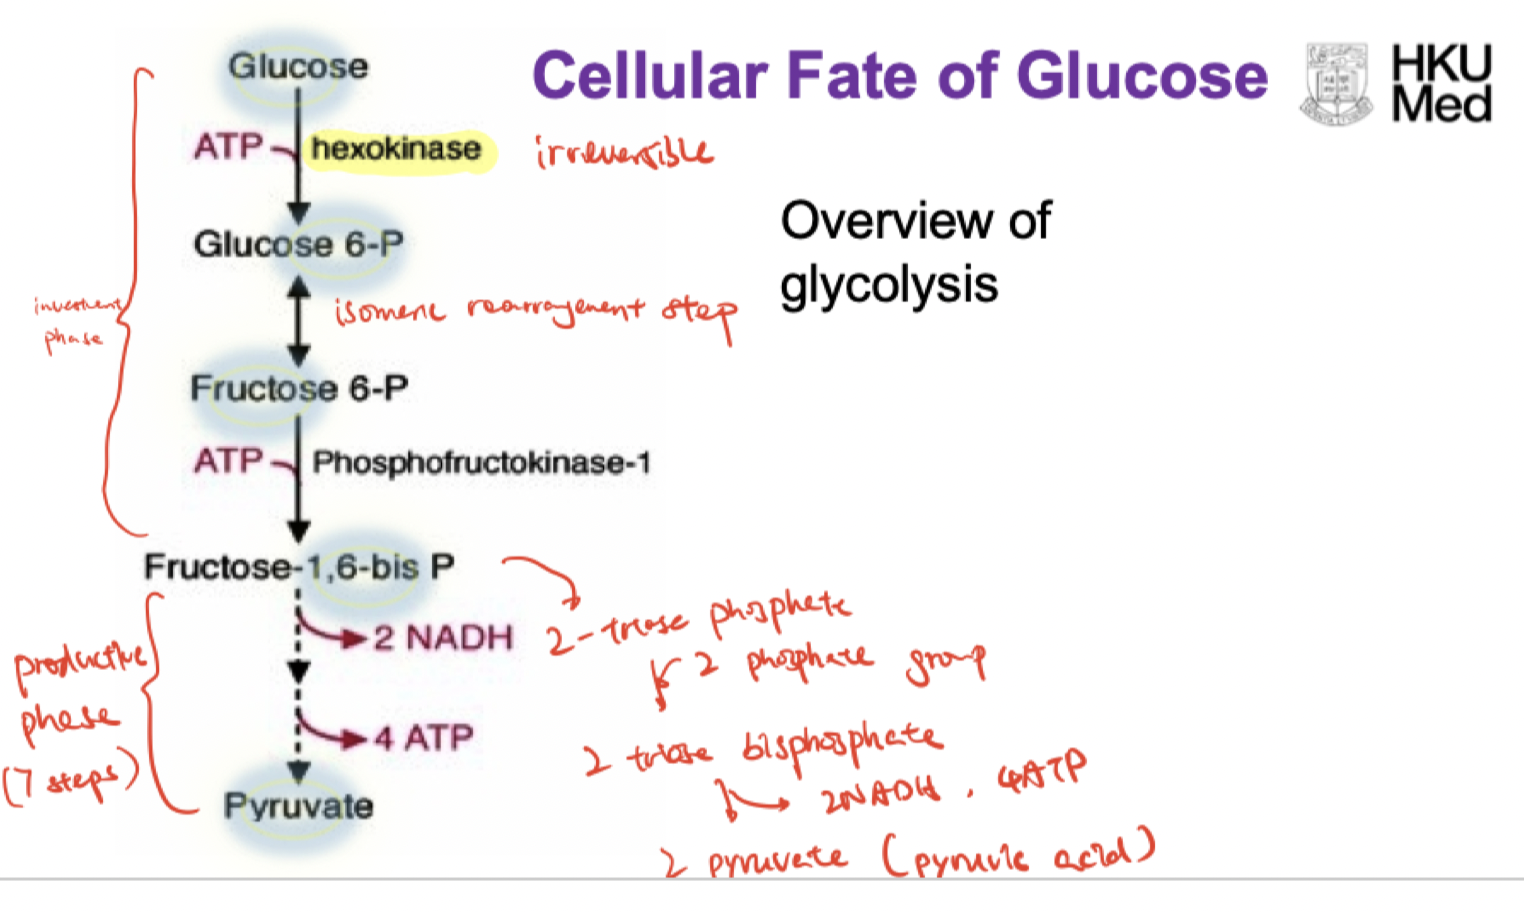 Cellular Fate of Glucose
HKU
Med
Overview of
glycolysis
Glucose
ATP hexokinase irreversible
Glucose 6-P
isomeric rearrangement step
investment
phase
Fructose 6-P
ATP Phosphofructokinase-1
Fructose-1,6-bis P
2 NADH
4 ATP
Pyruvate
productive
phase
(7 steps)
2-triose phosphate
2 phosphate group
2 triose bisphosphate
2NADH . 4ATP
2 pyruvate (pyruvic acid)